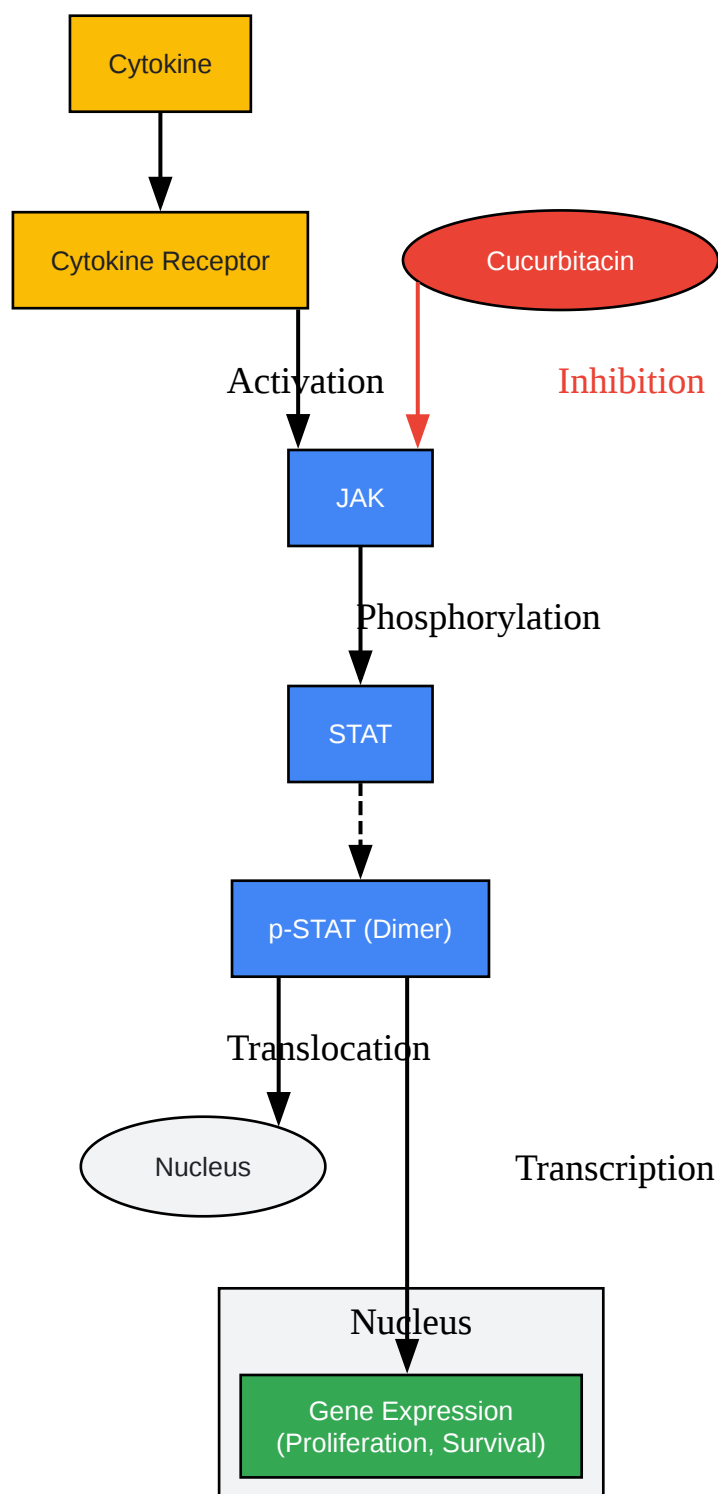 Cytokine
Cytokine Receptor
Cucurbitacin
Activation
Inhibition
JAK
Phosphorylation
STAT
p-STAT (Dimer)
Translocation
Nucleus
Transcription
Nucleus
Gene Expression
(Proliferation, Survival)